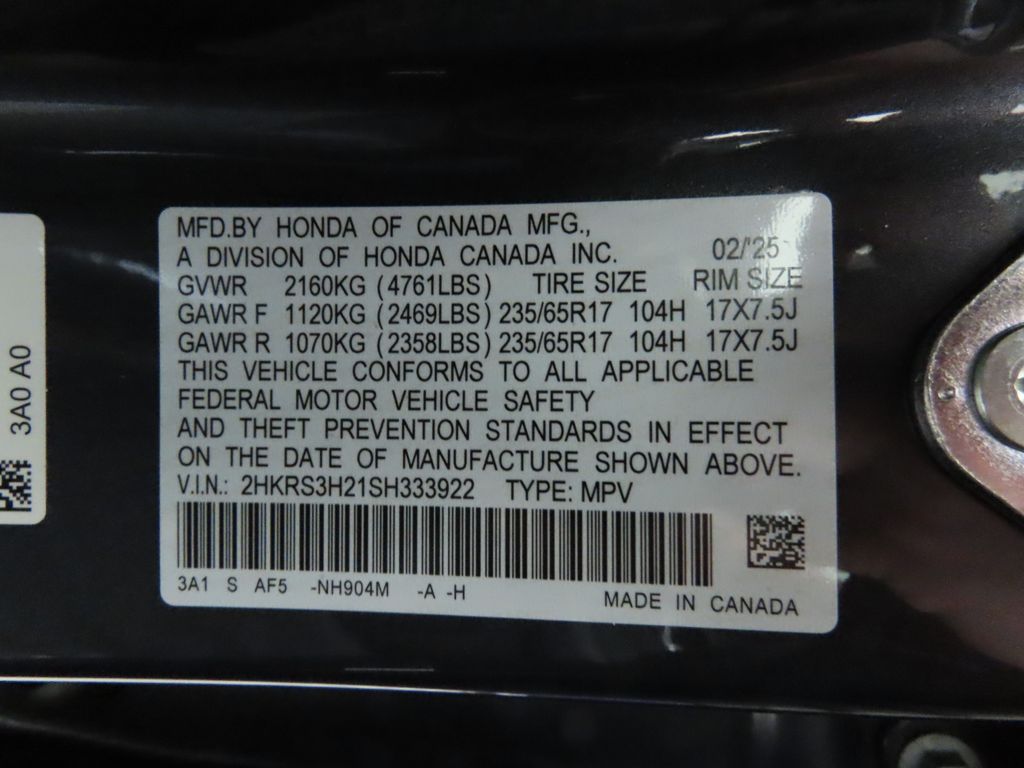 MFD.BY HONDA OF CANADA MFG.,
A DIVISION OF HONDA CANADA INC. 02/'25
GVWR 2160KG (4761LBS) TIRE SIZE RIM SIZE
GAWR F 1120KG (2469LBS) 235/65R17 104H 17X7.5J
GAWR R 1070KG (2358LBS) 235/65R17 104H 17X7.5J
THIS VEHICLE CONFORMS TO ALL APPLICABLE
FEDERAL MOTOR VEHICLE SAFETY
AND THEFT PREVENTION STANDARDS IN EFFECT
ON THE DATE OF MANUFACTURE SHOWN ABOVE.
V.I.N.: 2HKRS3H21SH333922 TYPE: MPV
3A1 S AF5 -NH904M -A -H
MADE IN CANADA
3A0 A0